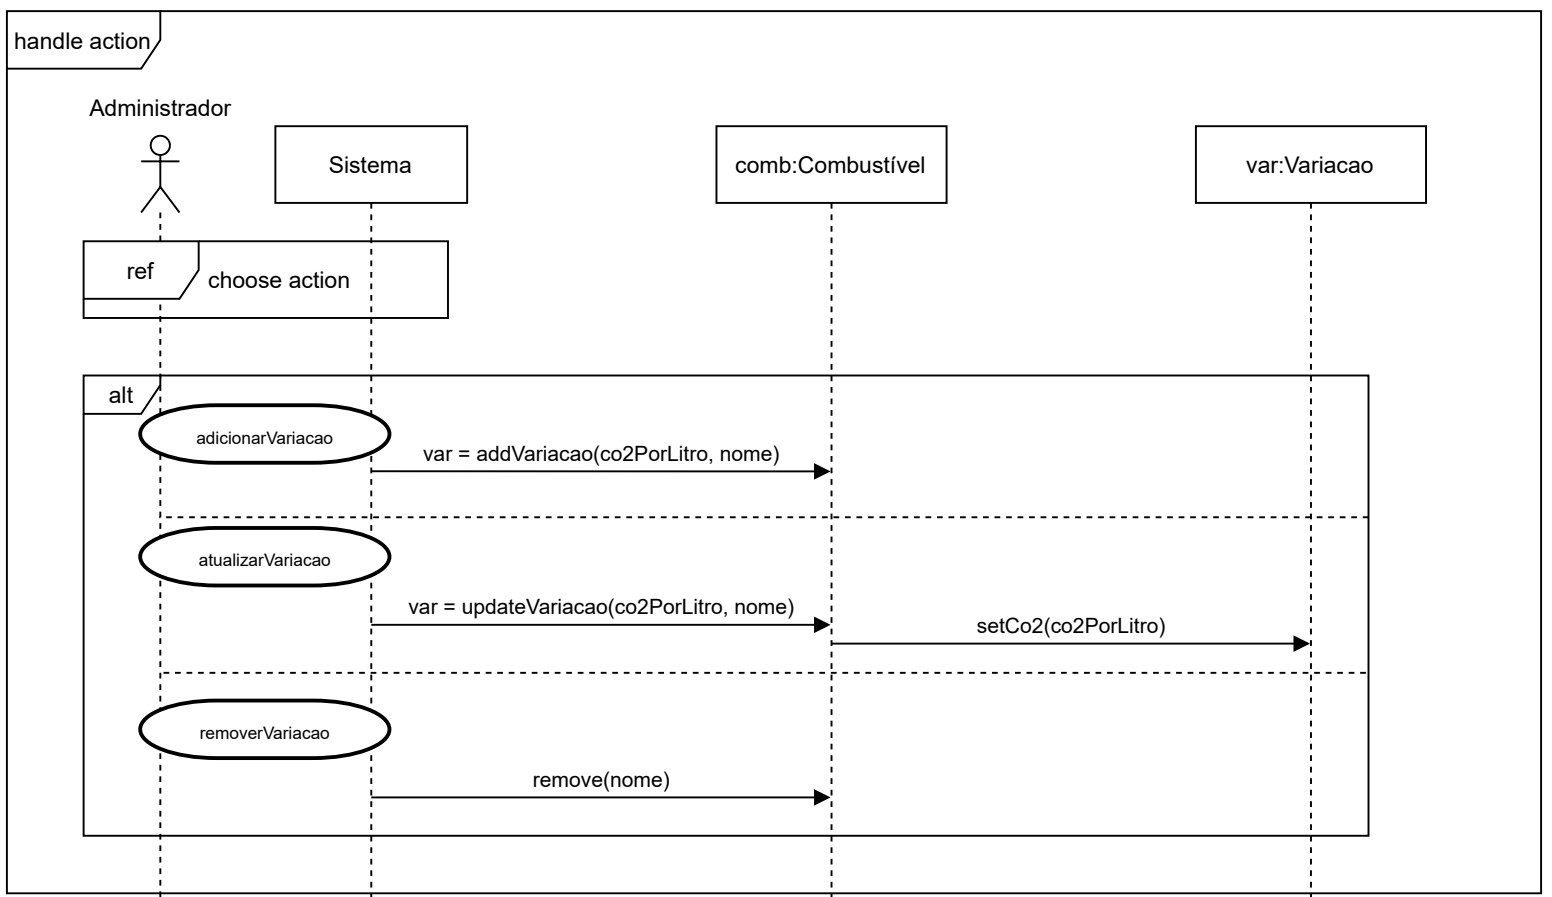 handle action
Administrador
Sistema
comb:Combustível
var:Variacao
ref
choose action
alt
adicionarVariacao
var = addVariacao(co2PorLitro, nome)
atualizarVariacao
var = updateVariacao(co2PorLitro, nome)
setCo2(co2PorLitro)
removerVariacao
remove(nome)